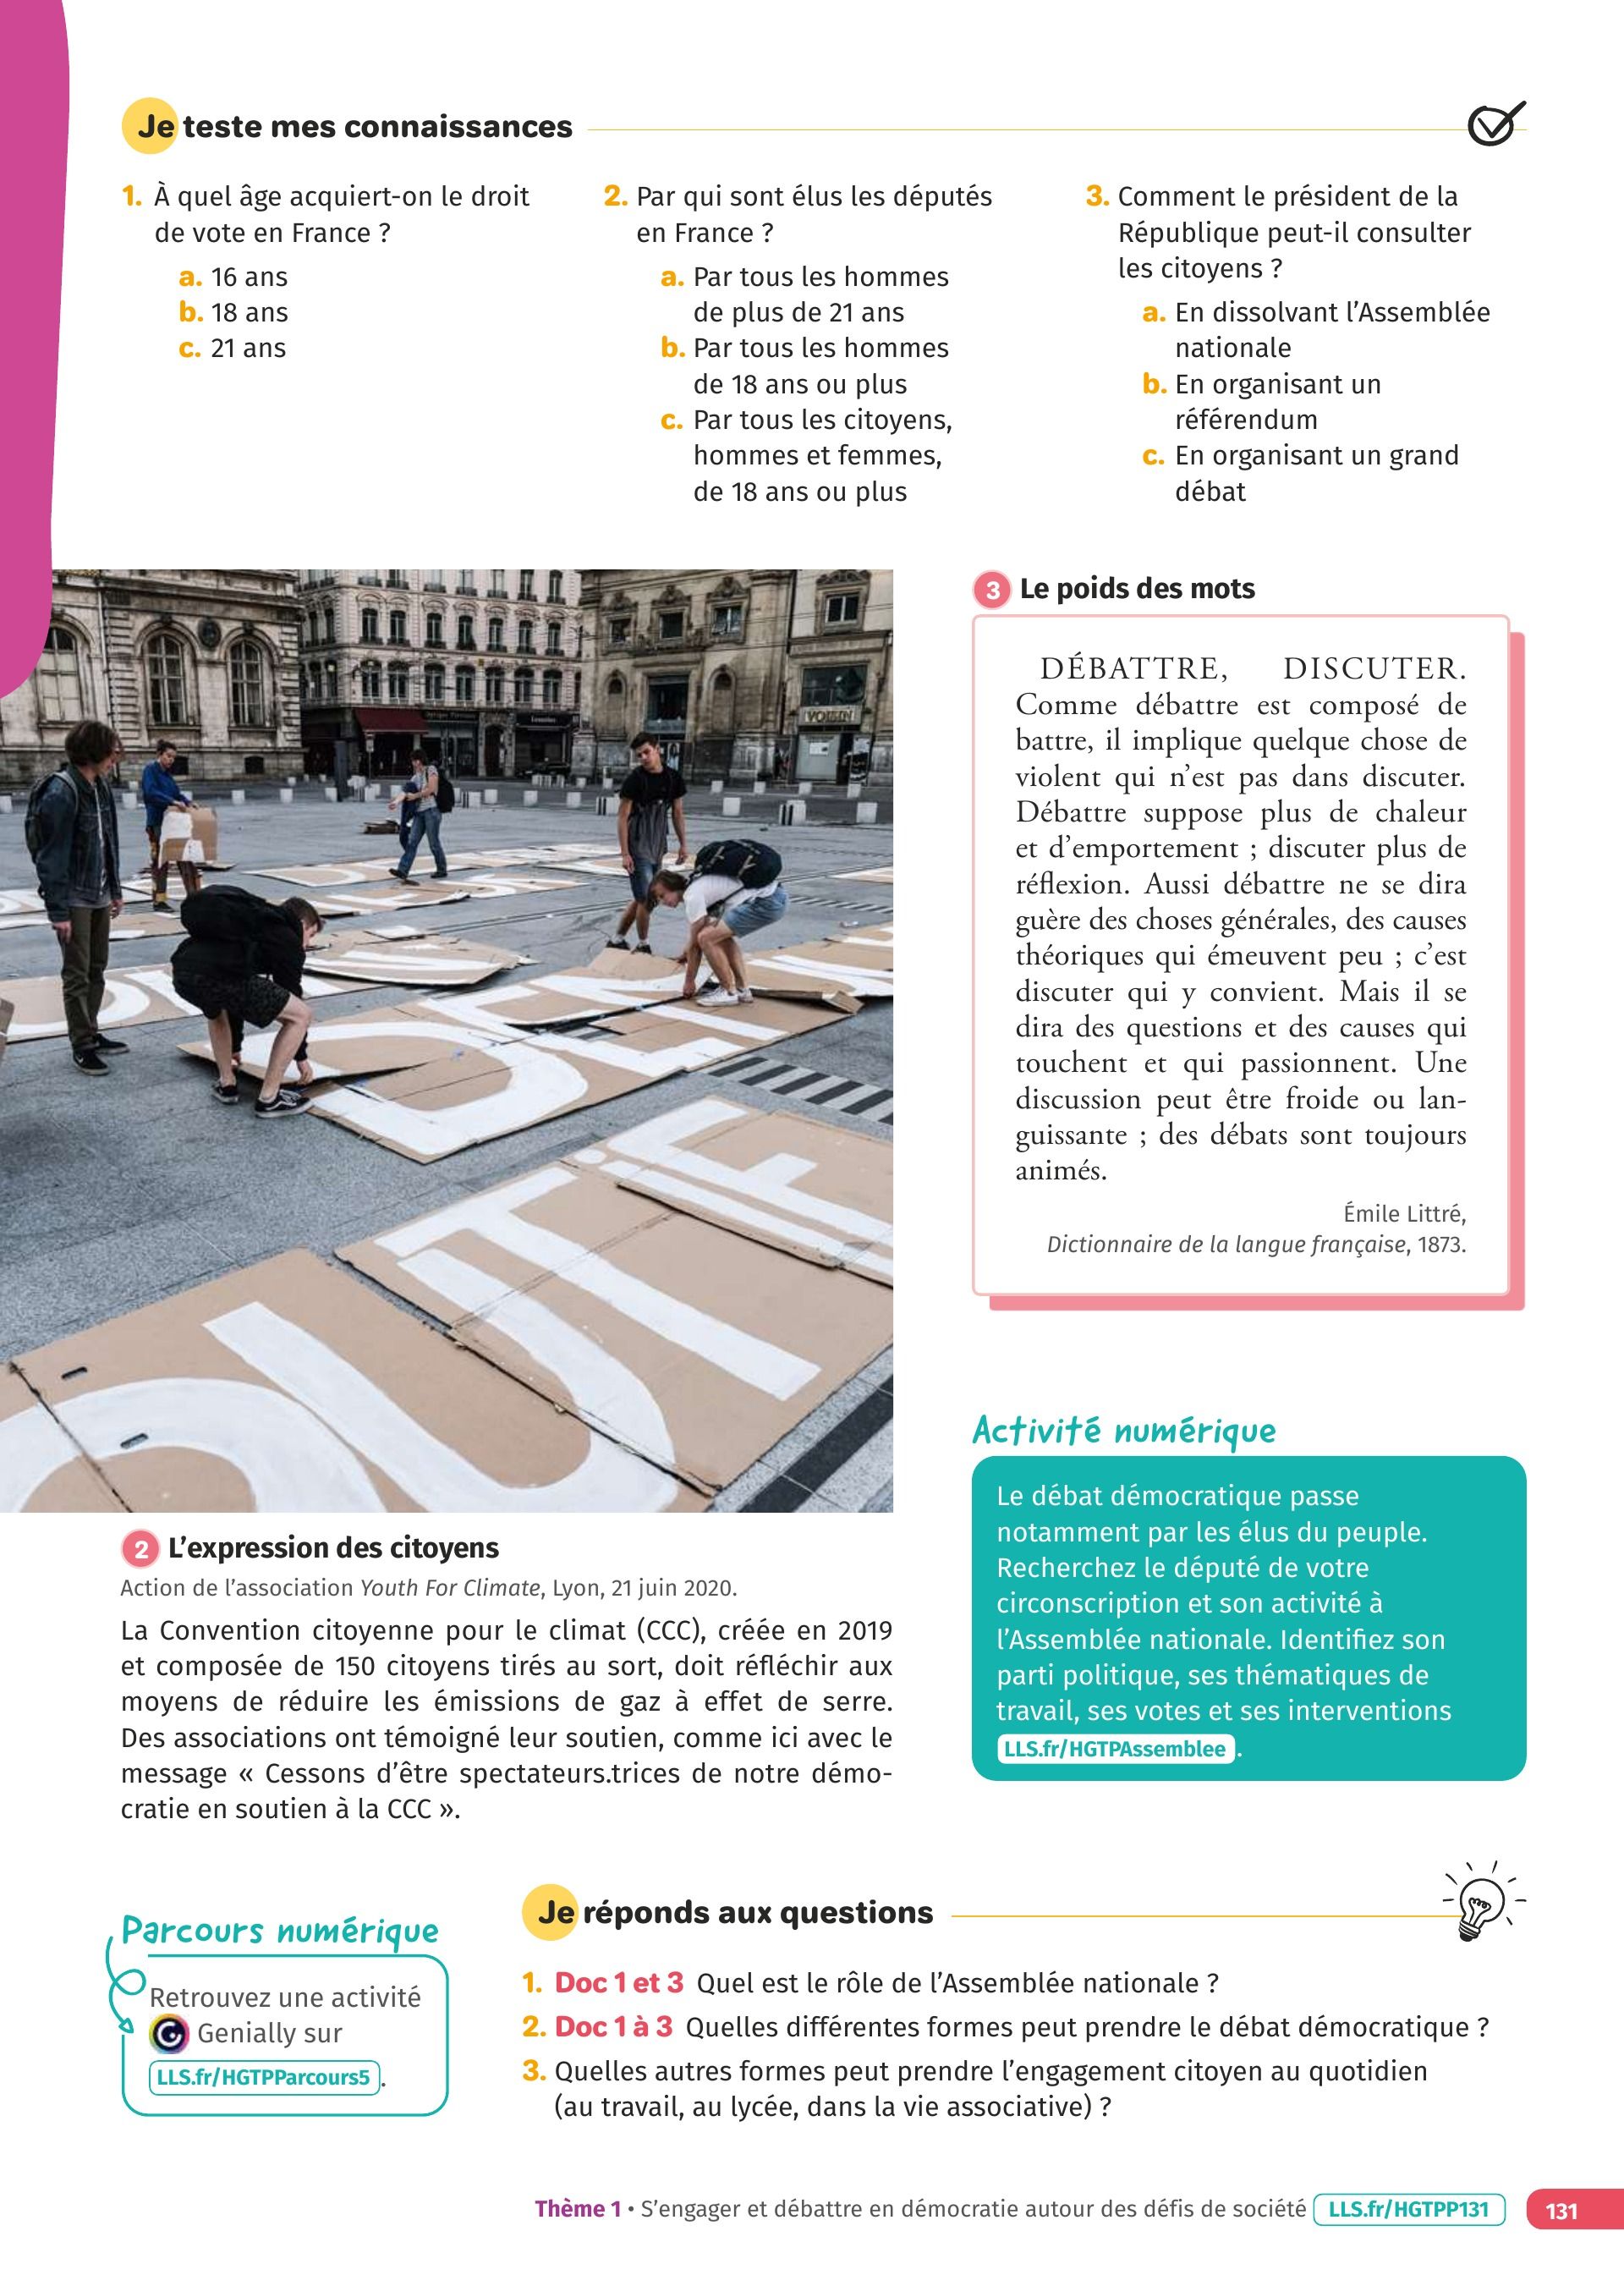 Je teste mes connaissances
1. À quel âge acquiert-on le droit
de vote en France ?
a. 16 ans
b. 18 ans
c. 21 ans
2. Par qui sont élus les députés
en France ?
a. Par tous les hommes
de plus de 21 ans
b. Par tous les hommes
de 18 ans ou plus
c. Par tous les citoyens,
hommes et femmes,
de 18 ans ou plus
3. Comment le président de la
République peut-il consulter
les citoyens ?
a. En dissolvant l'Assemblée
nationale
b. En organisant un
référendum
c. En organisant un grand
débat
VOISIN
2 L'expression des citoyens
Action de l'association Youth For Climate, Lyon, 21 juin 2020.
La Convention citoyenne pour le climat (CCC), créée en 2019
et composée de 150 citoyens tirés au sort, doit réfléchir aux
moyens de réduire les émissions de gaz à effet de serre.
Des associations ont témoigné leur soutien, comme ici avec le
message « Cessons d'être spectateurs.trices de notre démo-
cratie en soutien à la CCC ».
3 Le poids des mots
DÉBATTRE, DISCUTER.
Comme débattre est composé de
battre, il implique quelque chose de
violent qui n'est pas dans discuter.
Débattre suppose plus de chaleur
et d'emportement ; discuter plus de
réflexion. Aussi débattre ne se dira
guère des choses générales, des causes
théoriques qui émeuvent peu ; c'est
discuter qui y convient. Mais il se
dira des questions et des causes qui
touchent et qui passionnent. Une
discussion peut être froide ou lan-
guissante ; des débats sont toujours
animés.
Émile Littré,
Dictionnaire de la langue française, 1873.
Activité numérique
Le débat démocratique passe
notamment par les élus du peuple.
Recherchez le député de votre
circonscription et son activité à
l'Assemblée nationale. Identifiez son
parti politique, ses thématiques de
travail, ses votes et ses interventions
LLS.fr/HGTPAssemblee .
Parcours numérique
Retrouvez une activité
Genially sur
LLS.fr/HGTPParcours5 .
Je réponds aux questions
1. Doc 1 et 3 Quel est le rôle de l'Assemblée nationale ?
2. Doc 1 à 3 Quelles différentes formes peut prendre le débat démocratique ?
3. Quelles autres formes peut prendre l'engagement citoyen au quotidien
(au travail, au lycée, dans la vie associative) ?
Thème 1 • S'engager et débattre en démocratie autour des défis de société LLS.fr/HGTPP131 131